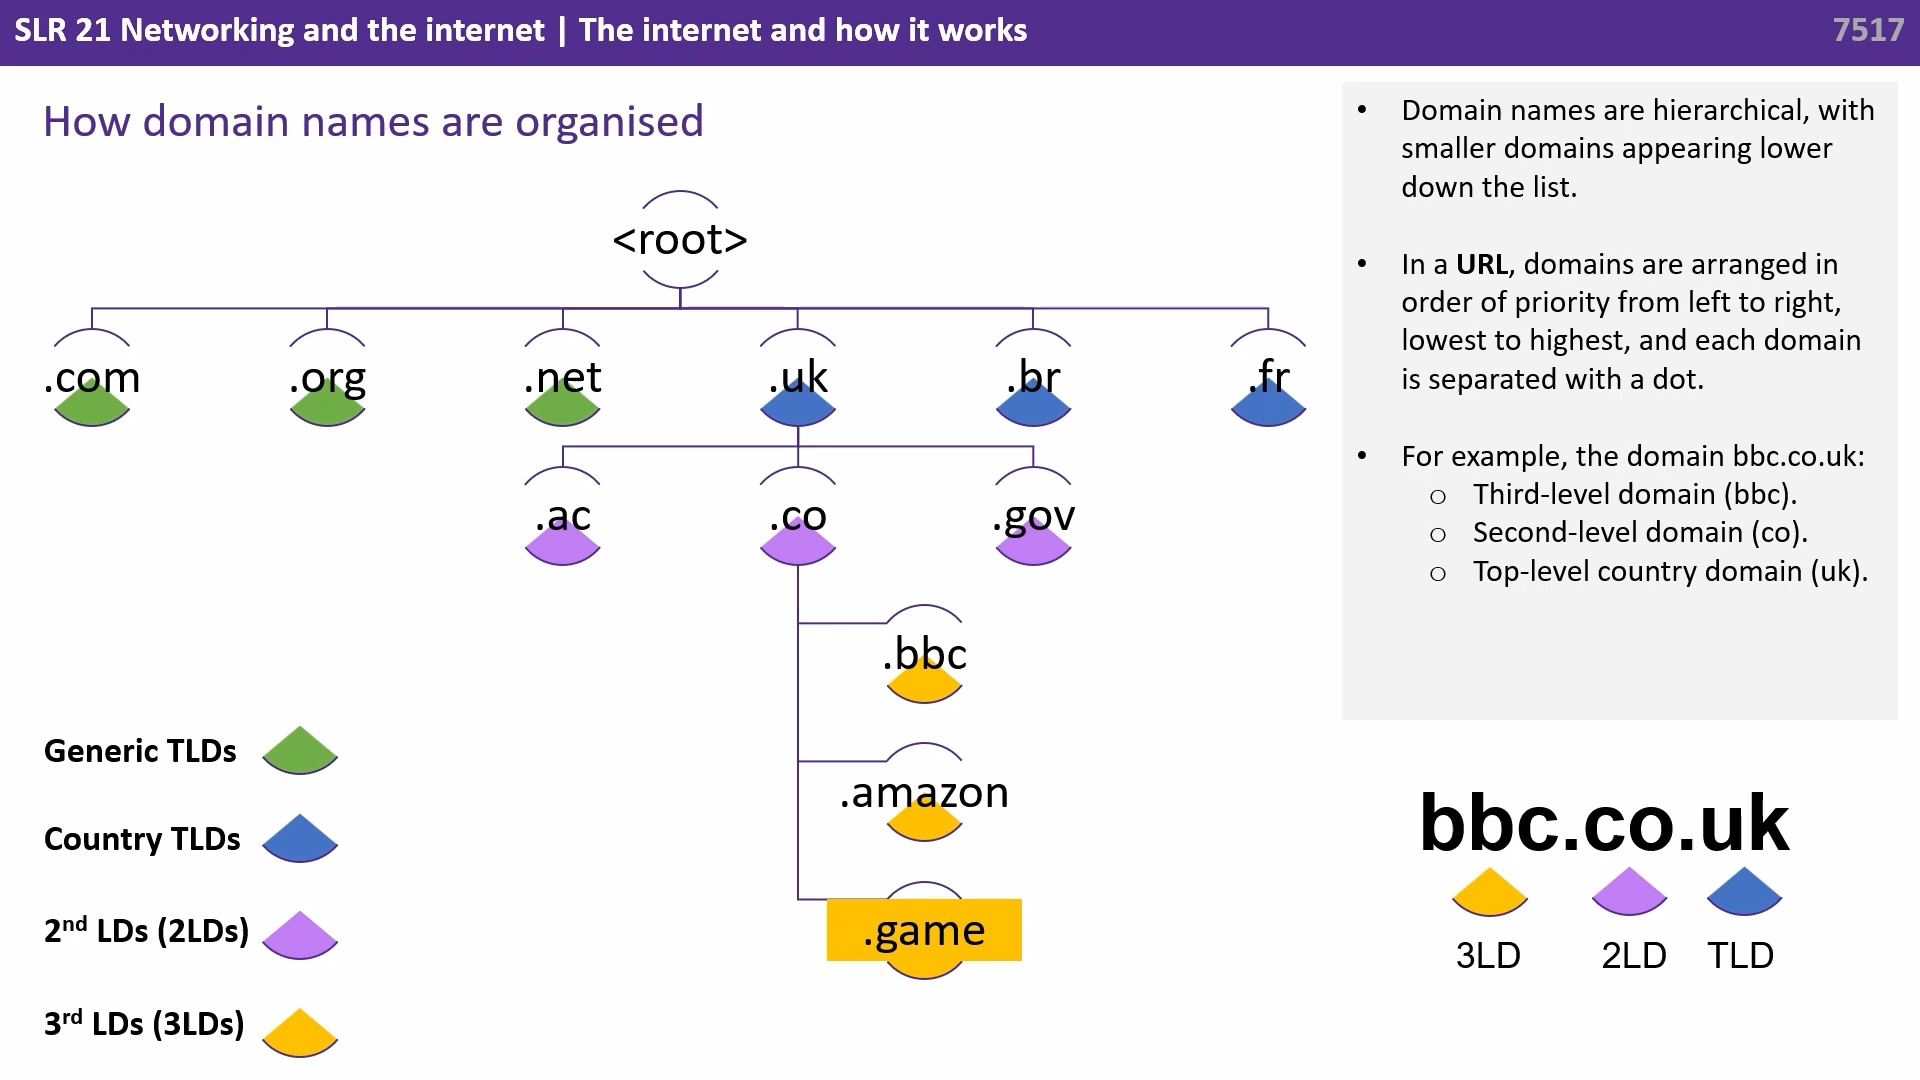 SLR 21 Networking and the internet | The internet and how it works
7517
How domain names are organised
<root>
.com
.org
.net
.uk
.br
.fr
.ac
.co
.gov
.bbc
.amazon
.game
Generic TLDs
Country TLDs
2nd LDs (2LDs)
3rd LDs (3LDs)
• Domain names are hierarchical, with
smaller domains appearing lower
down the list.
• In a URL, domains are arranged in
order of priority from left to right,
lowest to highest, and each domain
is separated with a dot.
• For example, the domain bbc.co.uk:
o Third-level domain (bbc).
o Second-level domain (co).
o Top-level country domain (uk).
bbc.co.uk
3LD
2LD
TLD